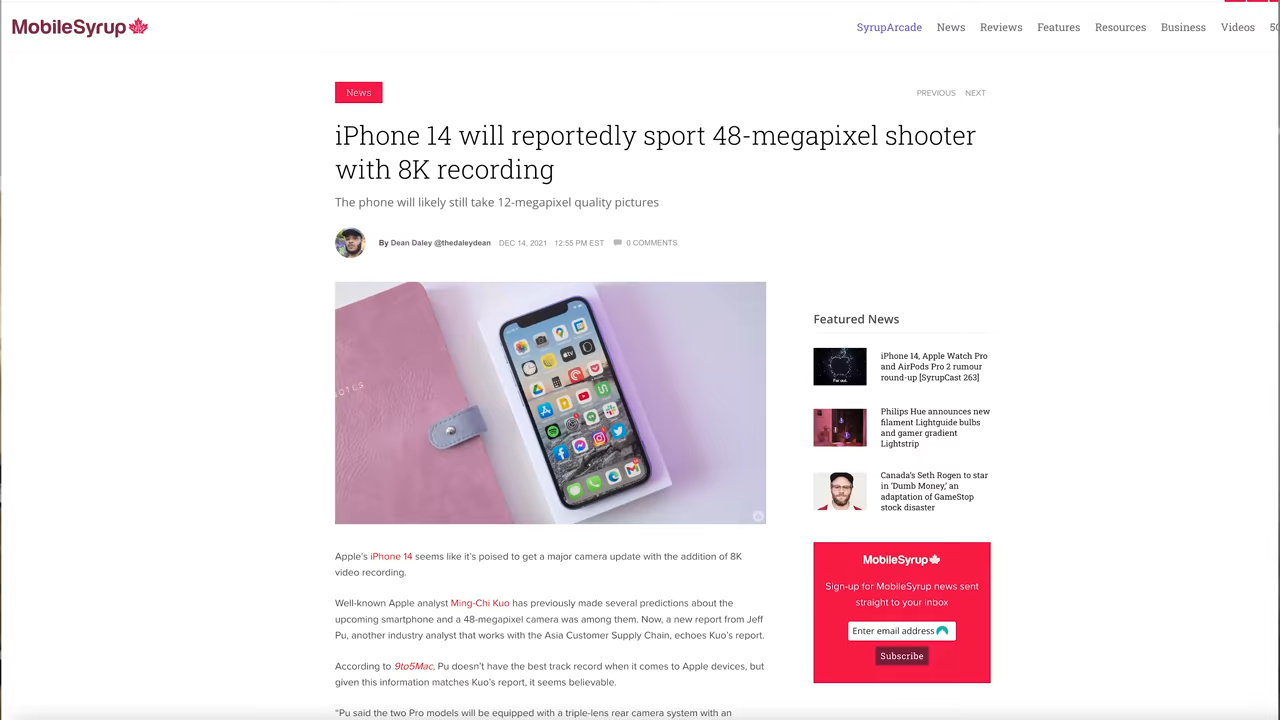 MobileSyrup
SyrupArcade News Reviews Features Resources Business Videos
News
PREVIOUS NEXT
iPhone 14 will reportedly sport 48-megapixel shooter
with 8K recording
The phone will likely still take 12-megapixel quality pictures
By Dean Daley @thedaleydean DEC 14, 2021 12:55 PM EST 0 COMMENTS
NOTES
Featured News
iPhone 14, Apple Watch Pro
and AirPods Pro 2 rumour
round-up [SyrupCast 263]
Far out.
Philips Hue announces new
filament Lightguide bulbs
and gamer gradient
Lightstrip
Canada's Seth Rogen to star
in 'Dumb Money,' an
adaptation of GameStop
stock disaster
MobileSyrup
Sign-up for MobileSyrup news sent
straight to your inbox
Enter email address
Subscribe
Apple's iPhone 14 seems like it's poised to get a major camera update with the addition of 8K
video recording.
Well-known Apple analyst Ming-Chi Kuo has previously made several predictions about the
upcoming smartphone and a 48-megapixel camera was among them. Now, a new report from Jeff
Pu, another industry analyst that works with the Asia Customer Supply Chain, echoes Kuo's report.
According to 9to5Mac, Pu doesn't have the best track record when it comes to Apple devices, but
given this information matches Kuo's report, it seems believable.
"Pu said the two Pro models will be equipped with a triple-lens rear camera system with an